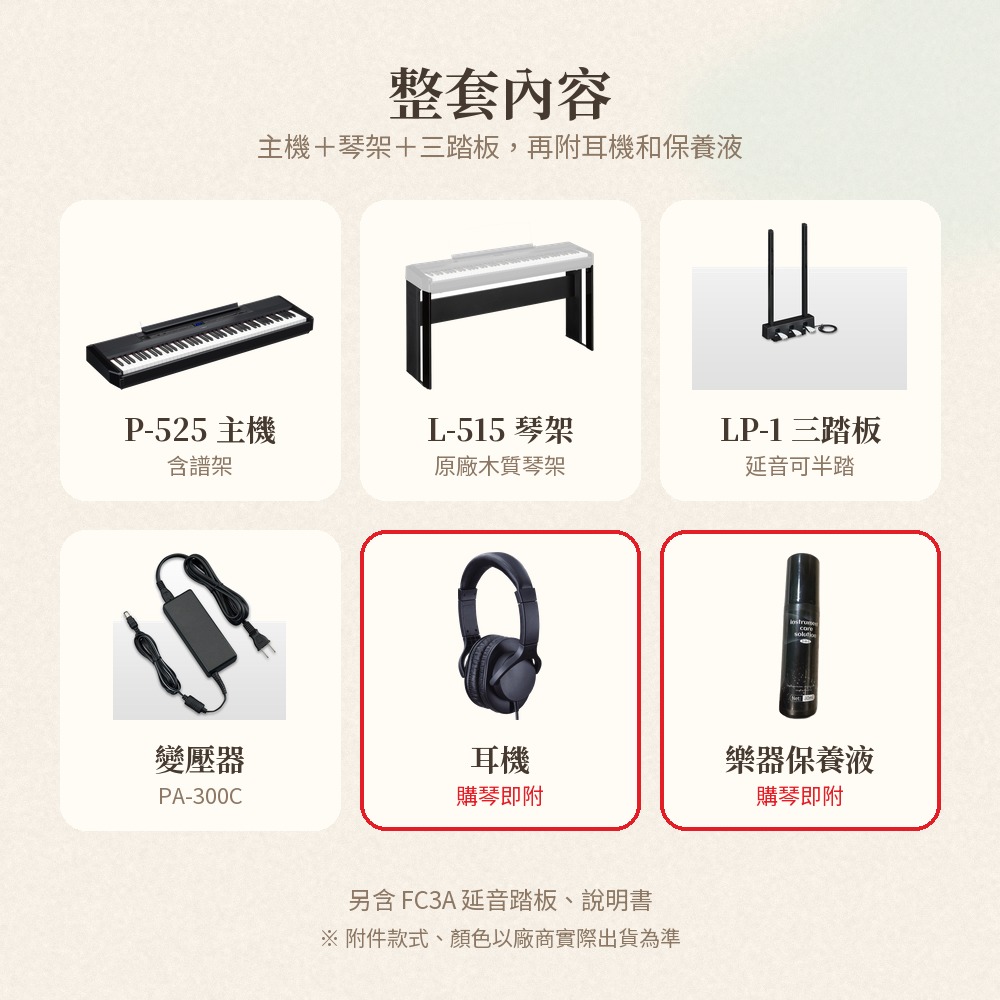 整套內容
主機＋琴架＋三踏板，再附耳機和保養液
P-525 主機
含譜架
L-515 琴架
原廠木質琴架
LP-1 三踏板
延音可半踏
instrument
care
solution
變壓器
PA-300C
耳機
購琴即附
樂器保養液
購琴即附
另含 FC3A 延音踏板、說明書
※ 附件款式、顏色以廠商實際出貨為準